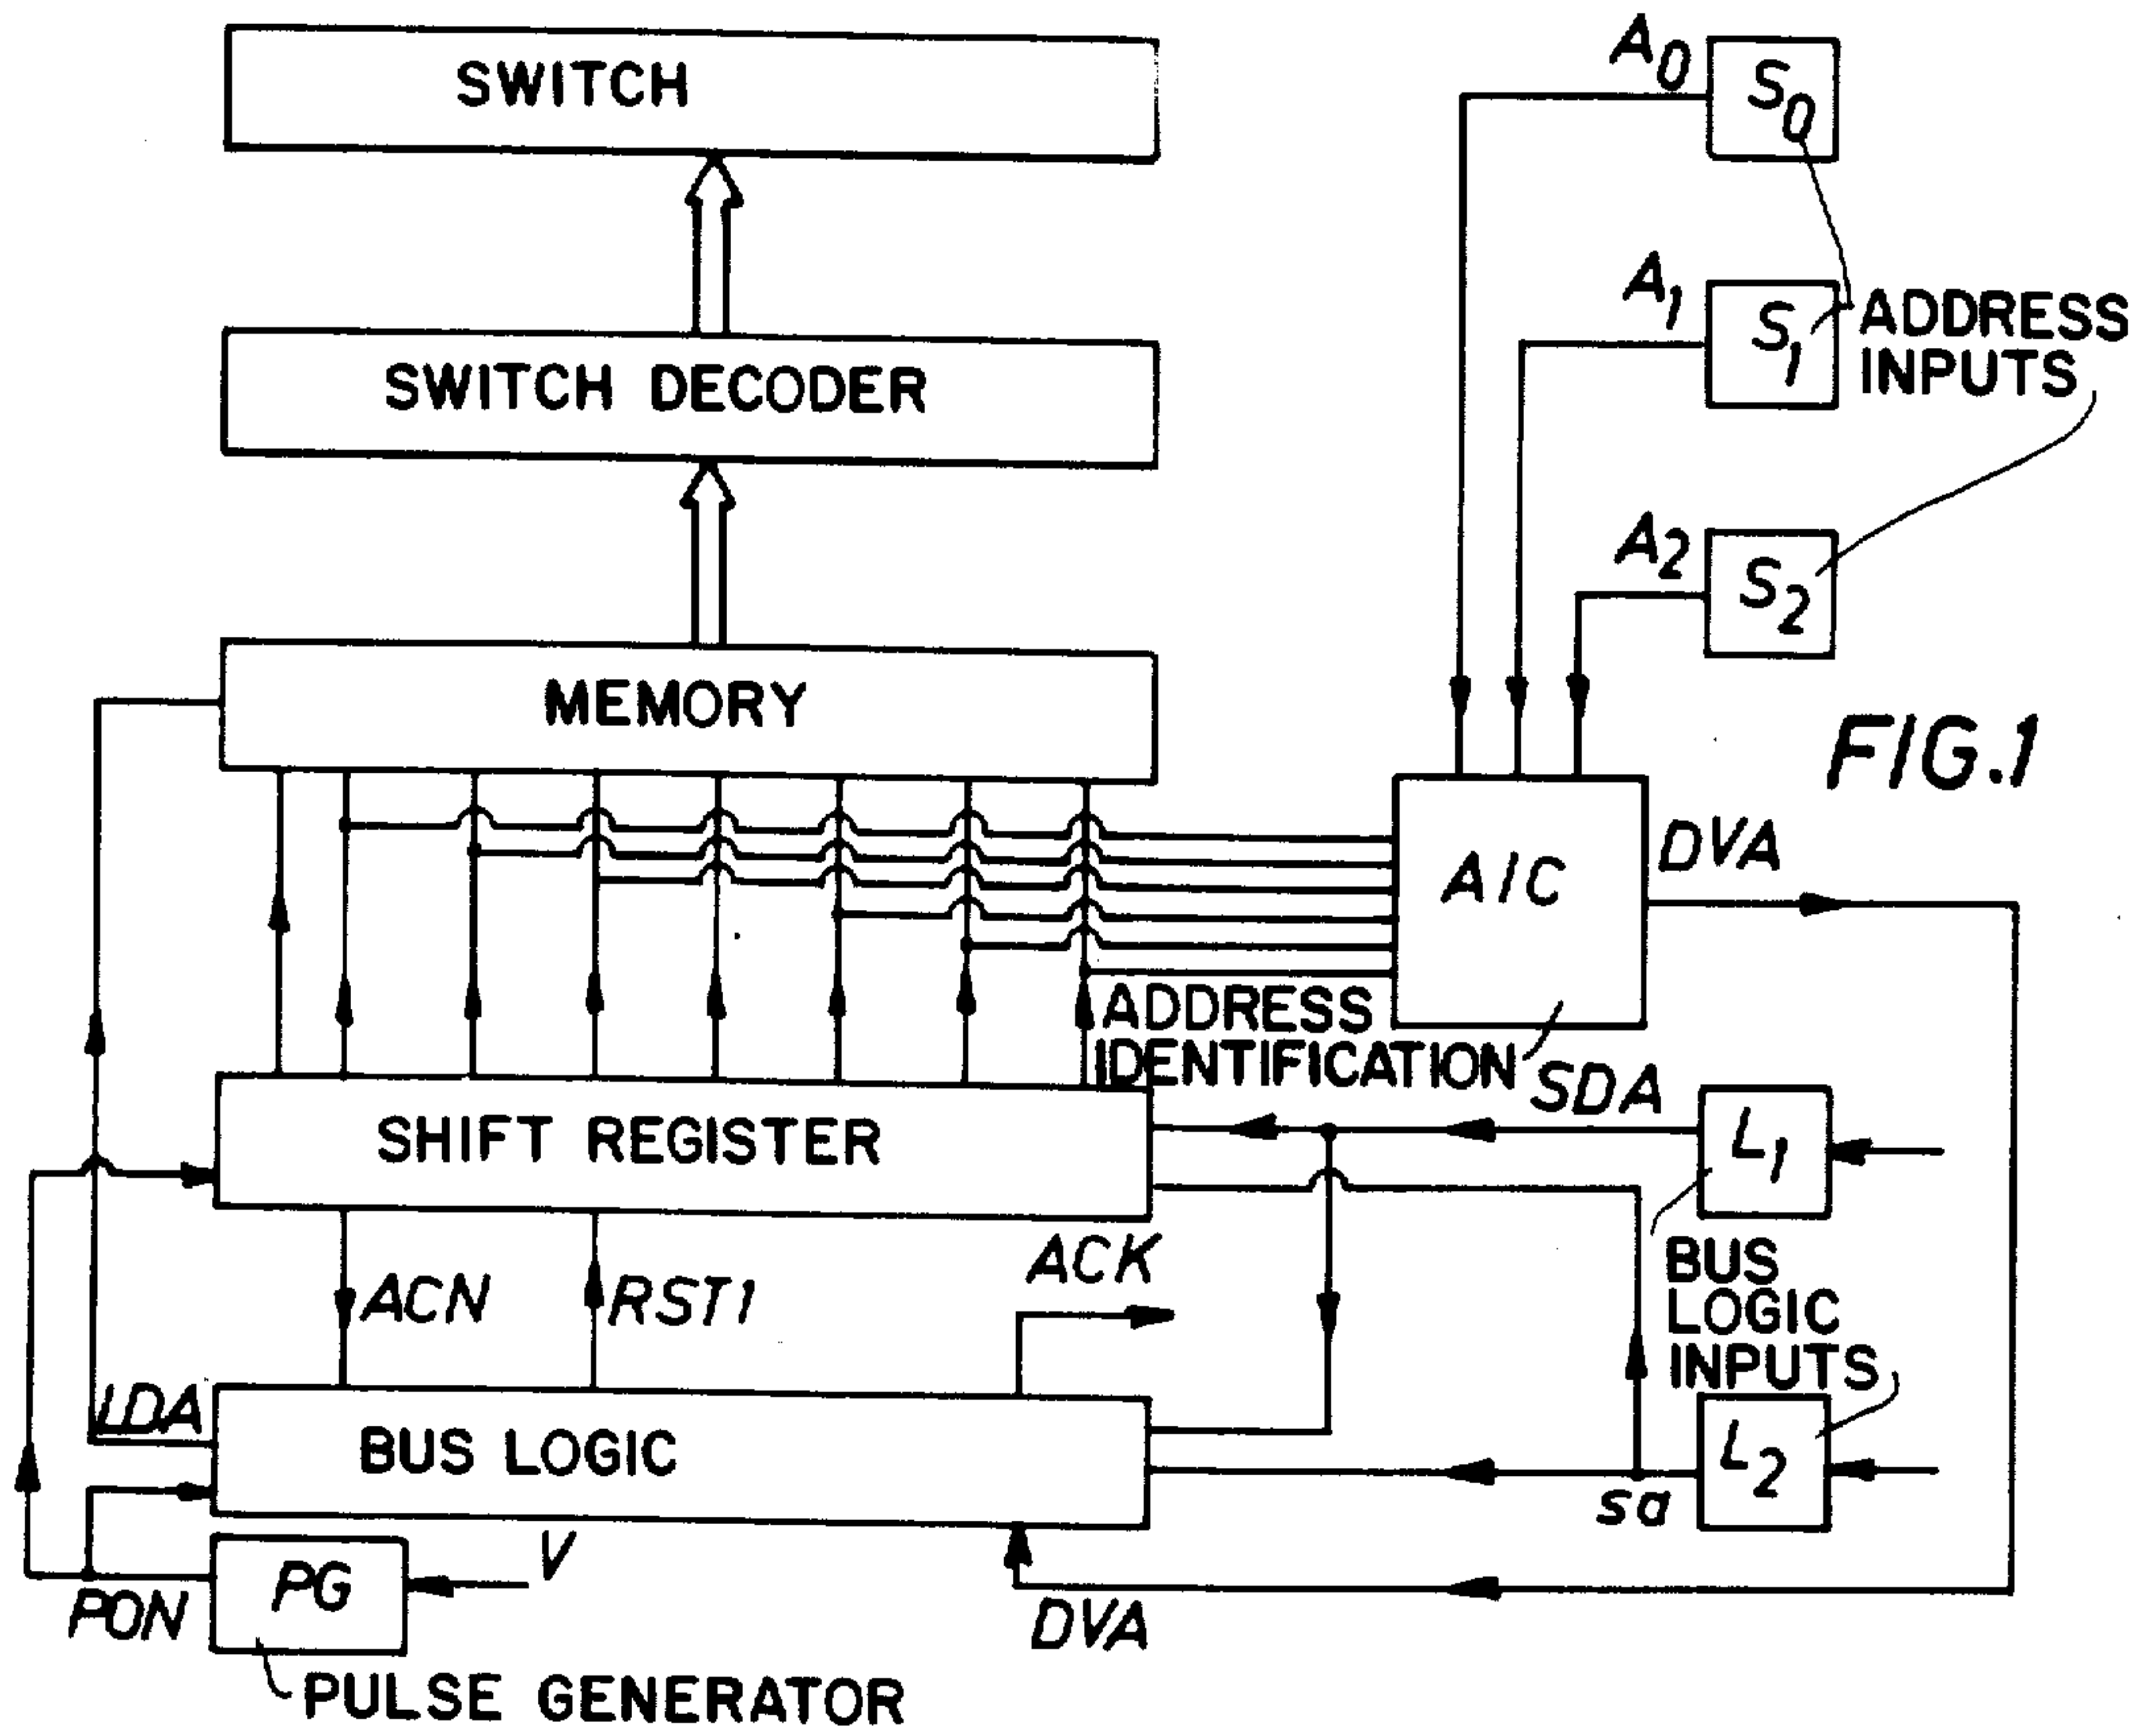 SWITCH
A0
S0
SWITCH DECODER
A1
S1
ADDRESS
INPUTS
A2
S2
MEMORY
FIG.1
AIC
DVA
ADDRESS
IDENTIFICATION
SHIFT REGISTER
SDA
L1
ACN
RST1
ACK
BUS
LOGIC
INPUTS
LDA
BUS LOGIC
L2
sa
PON
PG
V
DVA
PULSE GENERATOR